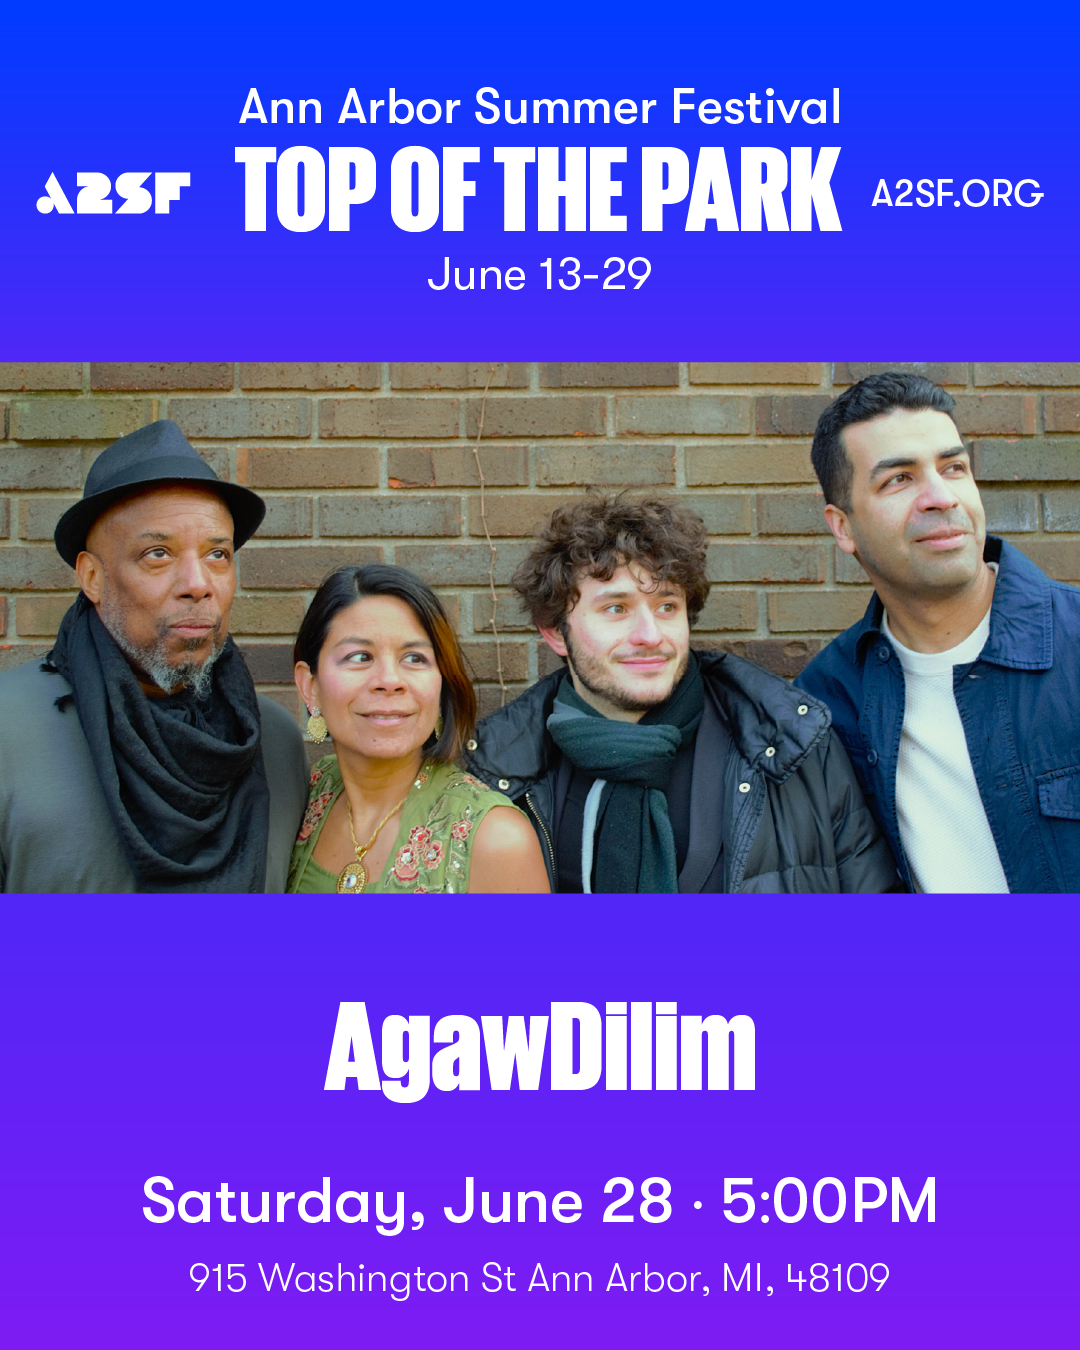 Ann Arbor Summer Festival
A2SF
TOP OF THE PARK
A2SF.ORG
June 13-29
AgawDilim
Saturday, June 28 · 5:00PM
915 Washington St Ann Arbor, MI, 48109